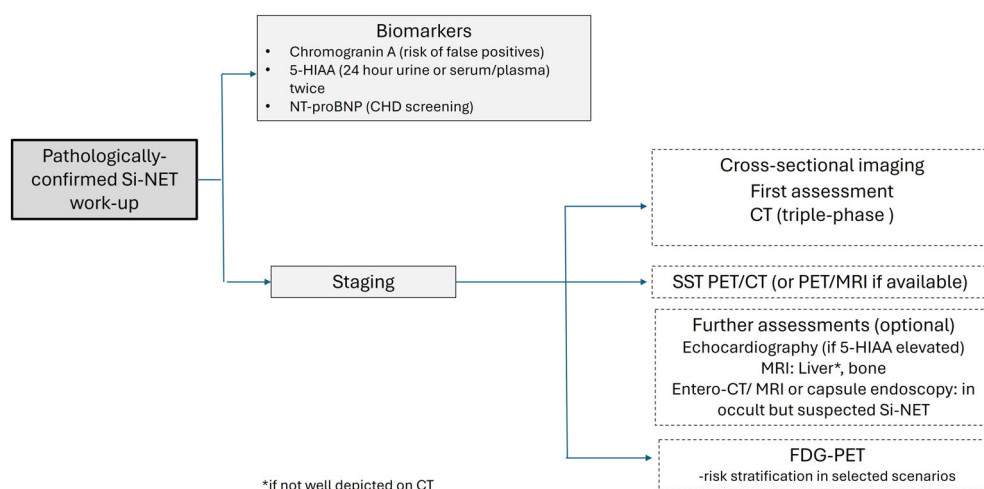 Biomarkers
• Chromogranin A (risk of false positives)
• 5-HIAA (24 hour urine or serum/plasma)
twice
• NT-proBNP (CHD screening)
Pathologically-
confirmed Si-NET
work-up
Cross-sectional imaging
First assessment
CT (triple-phase )
Staging
SST PET/CT (or PET/MRI if available)
Further assessments (optional)
Echocardiography (if 5-HIAA elevated)
MRI: Liver*, bone
Entero-CT/ MRI or capsule endoscopy: in
occult but suspected Si-NET
FDG-PET
-risk stratification in selected scenarios
*if not well depicted on CT